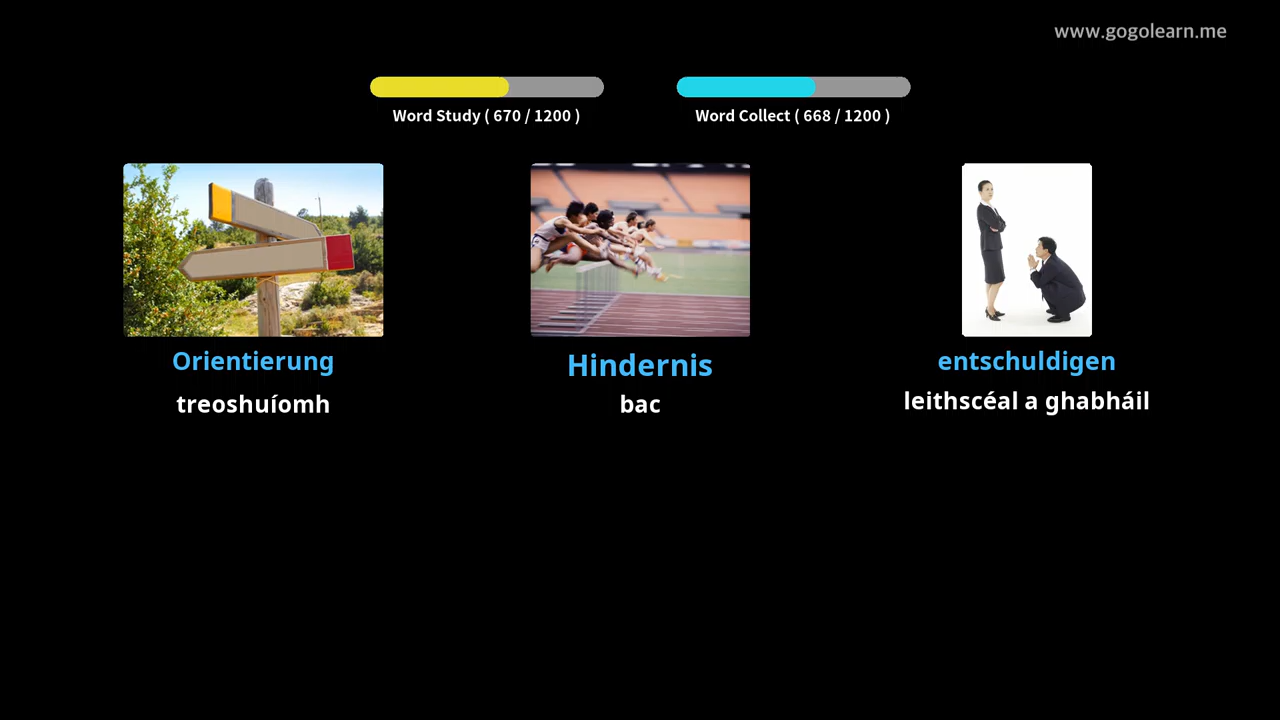 www.gogolearn.me
Word Study ( 670 / 1200 )
Word Collect ( 668 / 1200 )
Orientierung
Hindernis
entschuldigen
treoshuíomh
bac
leithscéal a ghabháil